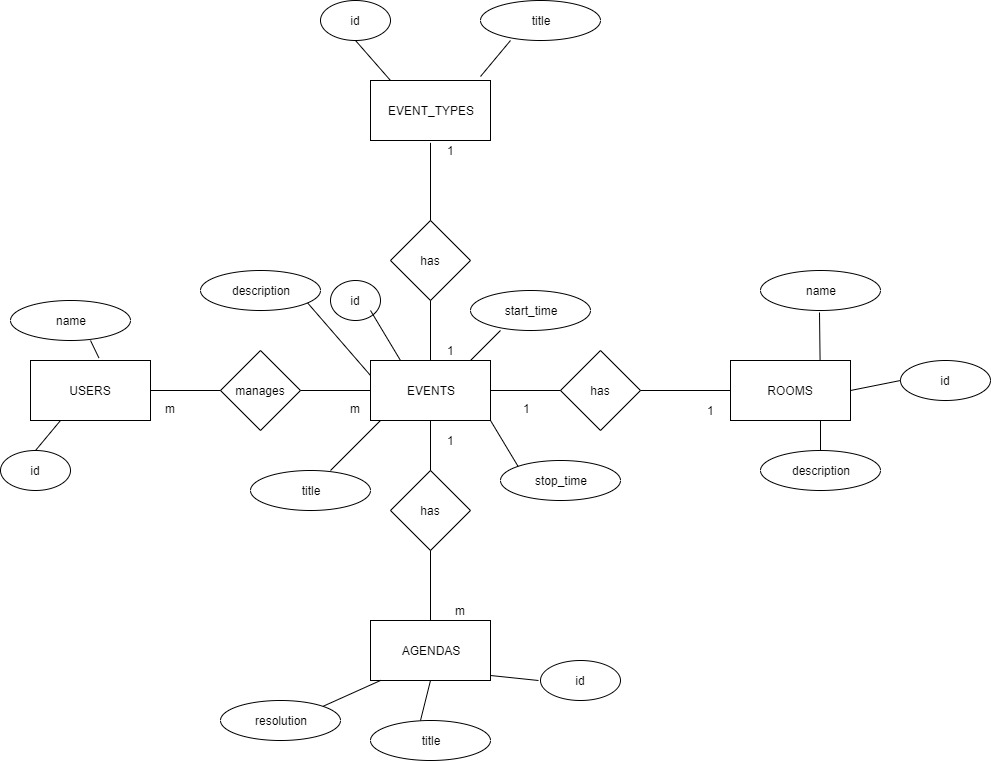 id
title
EVENT_TYPES
1
has
description
id
start_time
name
name
1
USERS
manages
EVENTS
has
ROOMS
id
m
m
1
1
1
id
title
has
stop_time
description
m
AGENDAS
id
resolution
title